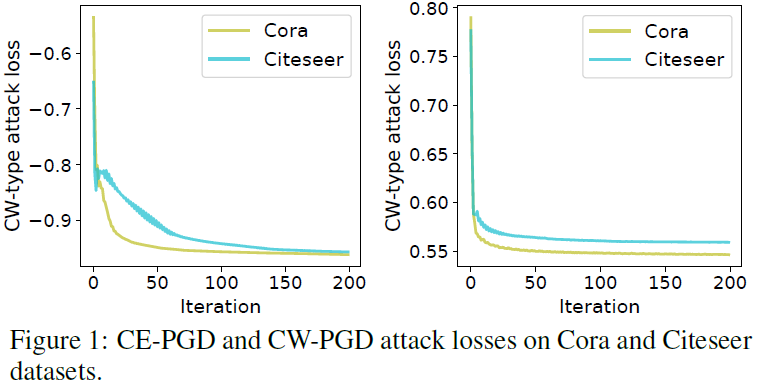 Cora
Citeseer
CW-type attack loss
−0.6
−0.7
−0.8
−0.9
0 50 100 150 200
Iteration
Cora
Citeseer
CW-type attack loss
0.80
0.75
0.70
0.65
0.60
0.55
0 50 100 150 200
Iteration
Figure 1: CE-PGD and CW-PGD attack losses on Cora and Citeseer
datasets.